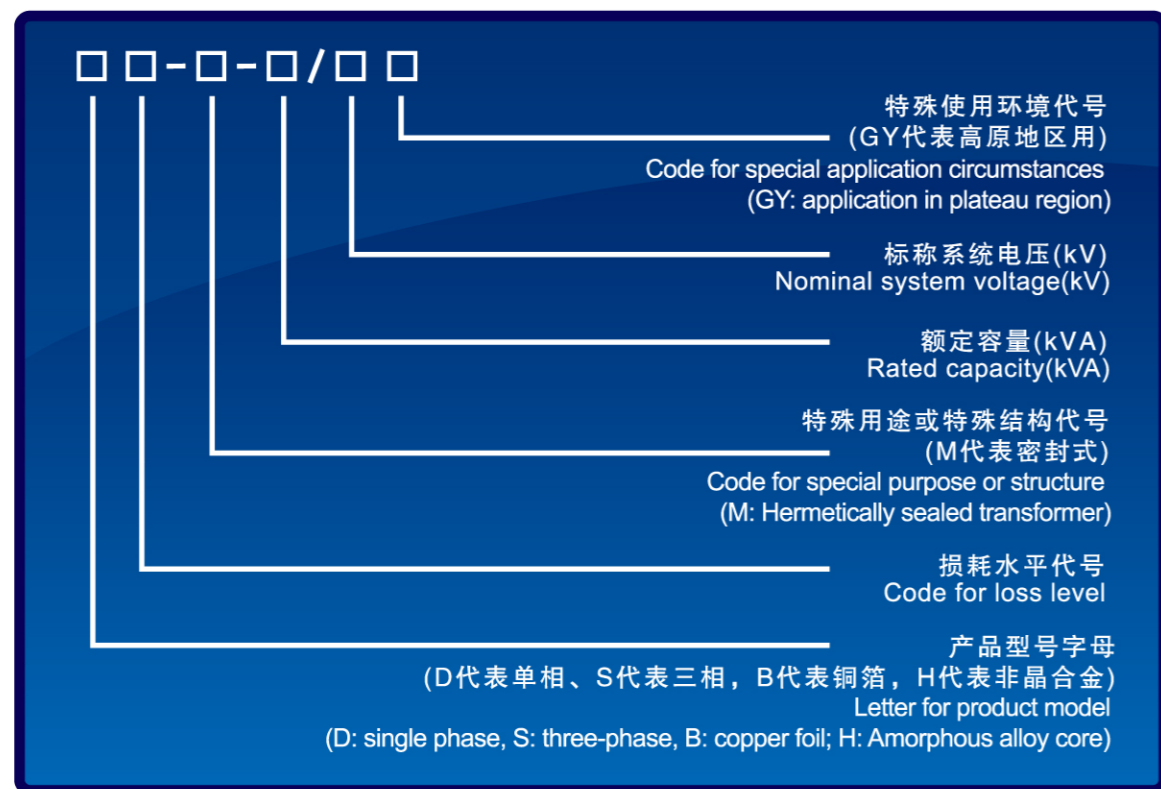 □□-□-□/□□
特殊使用环境代号
(GY代表高原地区用)
Code for special application circumstances
(GY: application in plateau region)
标称系统电压(kV)
Nominal system voltage(kV)
额定容量(kVA)
Rated capacity(kVA)
特殊用途或特殊结构代号
(M代表密封式)
Code for special purpose or structure
(M: Hermetically sealed transformer)
损耗水平代号
Code for loss level
产品型号字母
(D代表单相、S代表三相，B代表铜箔，H代表非晶合金)
Letter for product model
(D: single phase, S: three-phase, B: copper foil; H: Amorphous alloy core)